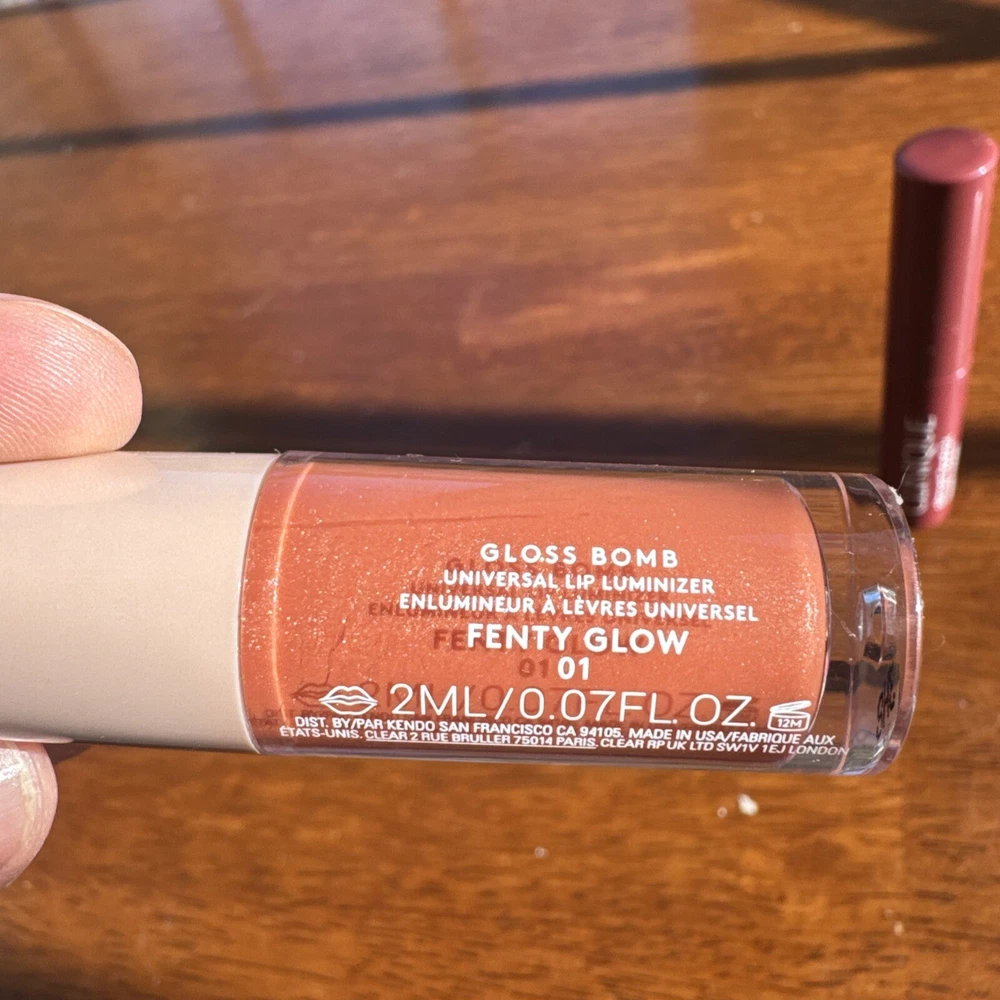 GLOSS BOMB
UNIVERSAL LIP LUMINIZER
ENLUMINEUR À LÈVRES UNIVERSEL
FENTY GLOW
01
2ML/0.07FL. OZ. 12M
DIST. BY/PAR KENDO SAN FRANCISCO CA 94105. MADE IN USA/FABRIQUE AUX
ÉTATS-UNIS. CLEAR 2 RUE BRULLER 75014 PARIS. CLEAR RP UK LTD SW1V 1EJ LONDON
CLINIQUE